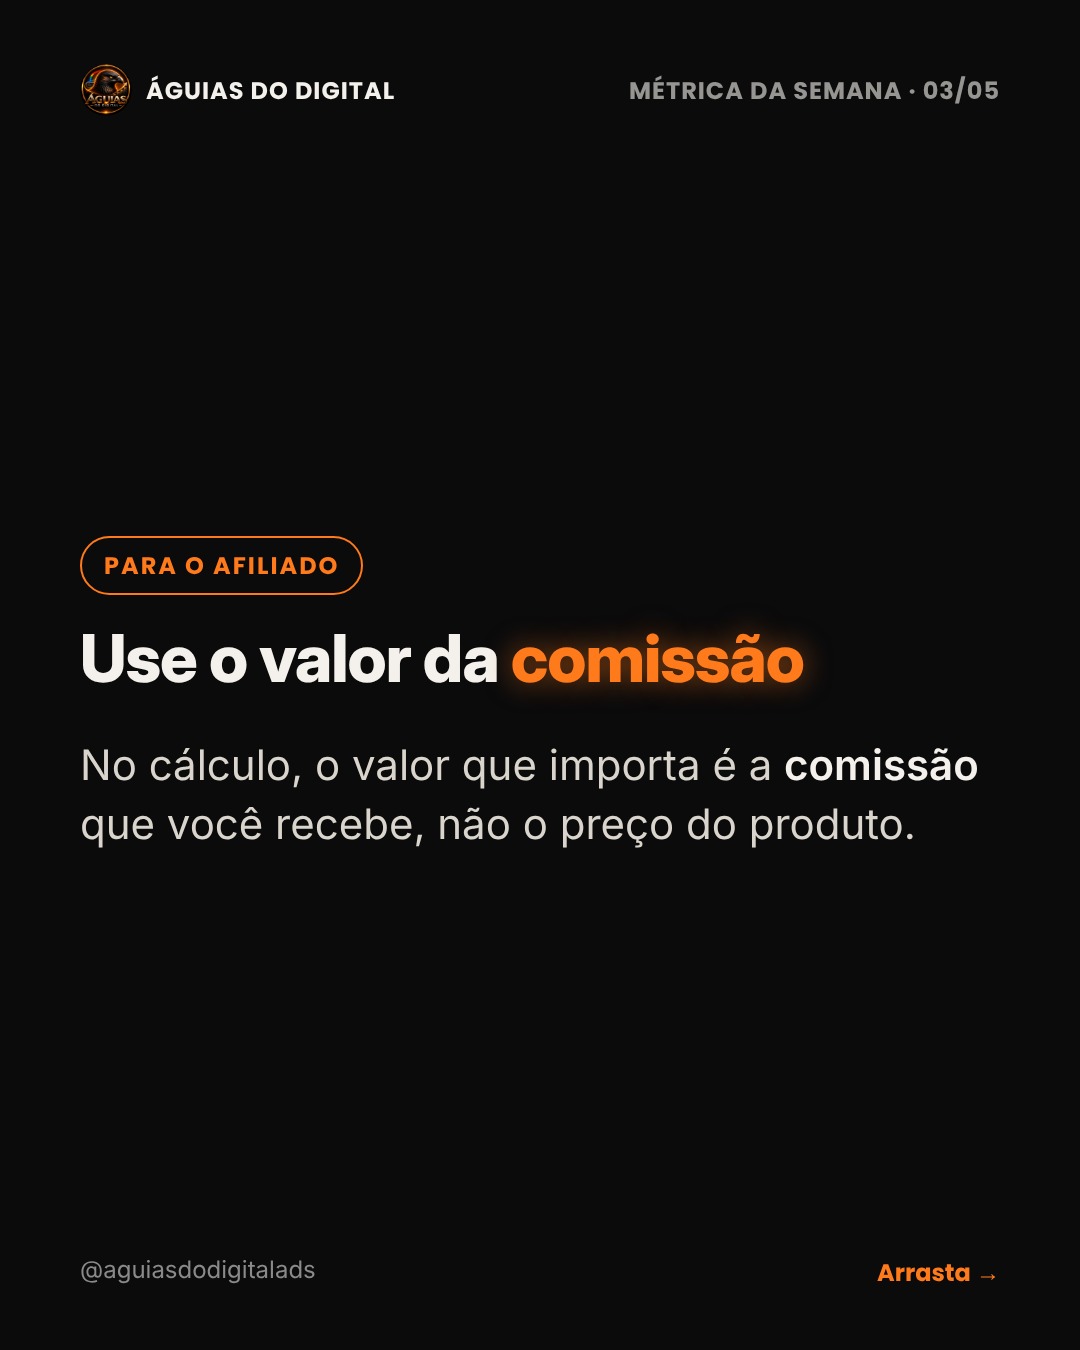 ÁGUIAS
ÁGUIAS DO DIGITAL
MÉTRICA DA SEMANA · 03/05
PARA O AFILIADO
Use o valor da comissão
No cálculo, o valor que importa é a comissão
que você recebe, não o preço do produto.
@aguiasdodigitalads
Arrasta →